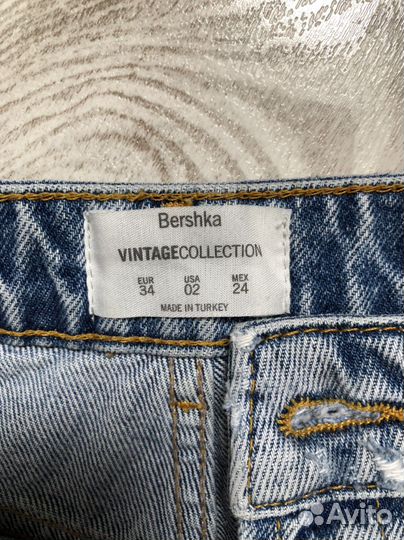 Bershka
VINTAGECOLLECTION
EUR USA MEX
34 02 24
MADE IN TURKEY
Avito